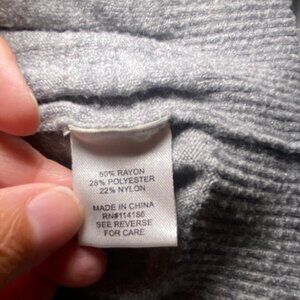 50% RAYON
28% POLYESTER
22% NYLON
MADE IN CHINA
RN#114186
SEE REVERSE
FOR CARE